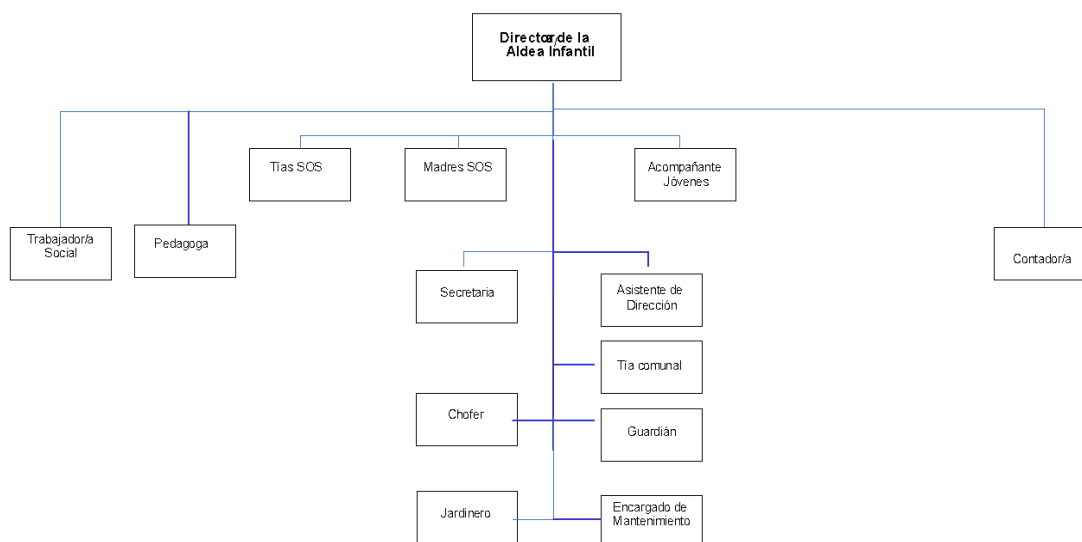 Director/a de la
Aldea Infantil
Tías SOS
Madres SOS
Acompañante
Jóvenes
Trabajador/a
Social
Pedagoga
Contador/a
Secretaria
Asistente de
Dirección
Tía comunal
Chofer
Guardián
Jardinero
Encargado de
Mantenimiento